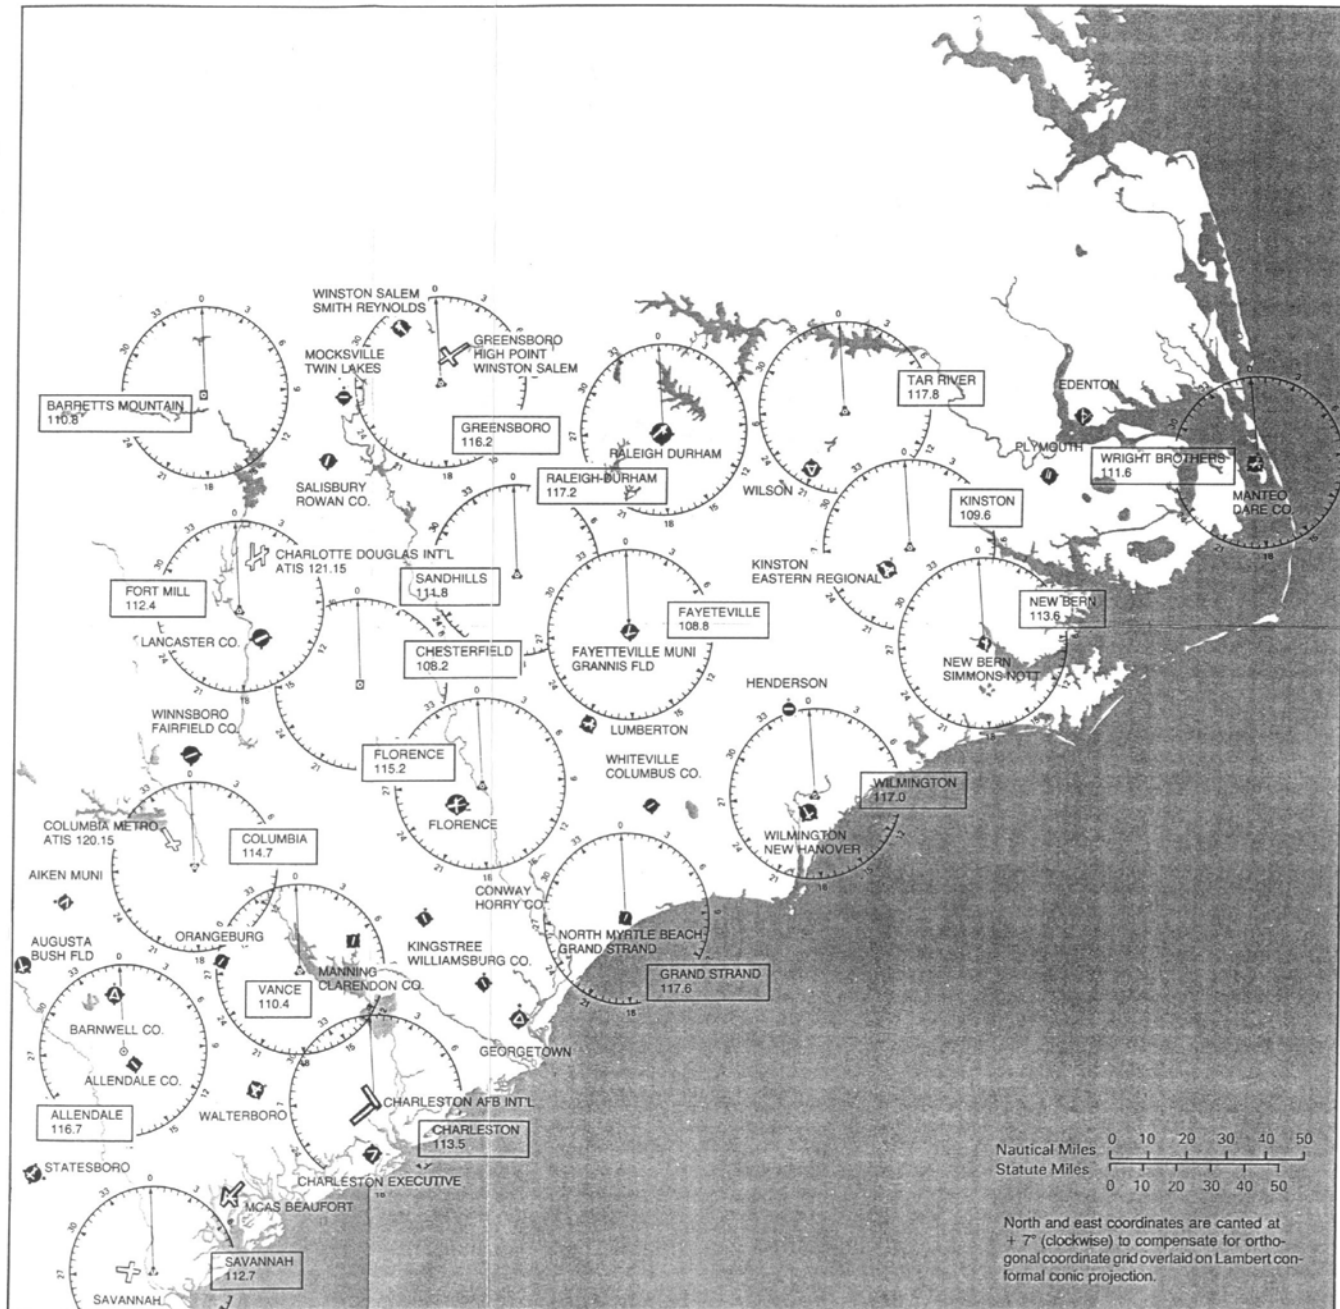 WINSTON SALEM
SMITH REYNOLDS
MOCKSVILLE
TWIN LAKES
GREENSBORO
HIGH POINT
WINSTON SALEM
BARRETTS MOUNTAIN
110.8
GREENSBORO
116.2
SALISBURY
ROWAN CO.
RALEIGH DURHAM
RALEIGH-DURHAM
117.2
TAR RIVER
117.8
WILSON
EDENTON
PLYMOUTH
WRIGHT BROTHERS
111.6
MANTEO
DARE CO.
KINSTON
109.6
KINSTON
EASTERN REGIONAL
CHARLOTTE DOUGLAS INT'L
ATIS 121.15
FORT MILL
112.4
LANCASTER CO.
SANDHILLS
111.8
FAYETEVILLE
108.8
FAYETTEVILLE MUNI
GRANNIS FLD
NEW BERN
113.6
NEW BERN
SIMMONS NOTT
CHESTERFIELD
108.2
WINNSBORO
FAIRFIELD CO.
FLORENCE
115.2
FLORENCE
LUMBERTON
HENDERSON
WHITEVILLE
COLUMBUS CO.
WILMINGTON
117.0
WILMINGTON
NEW HANOVER
COLUMBIA METRO
ATIS 120.15
COLUMBIA
114.7
AIKEN MUNI
CONWAY
HORRY CO.
ORANGEBURG
AUGUSTA
BUSH FLD
KINGSTREE
WILLIAMSBURG CO.
NORTH MYRTLE BEACH
GRAND STRAND
GRAND STRAND
117.6
VANCE
110.4
MANNING
CLARENDON CO.
BARNWELL CO.
ALLENDALE CO.
GEORGETOWN
ALLENDALE
116.7
WALTERBORO
CHARLESTON AFB INT'L
CHARLESTON
113.5
STATESBORO
CHARLESTON EXECUTIVE
MCAS BEAUFORT
SAVANNAH
112.7
SAVANNAH
Nautical Miles 0 10 20 30 40 50
Statute Miles 0 10 20 30 40 50
North and east coordinates are canted at
+ 7° (clockwise) to compensate for ortho-
gonal coordinate grid overlaid on Lambert con-
formal conic projection.